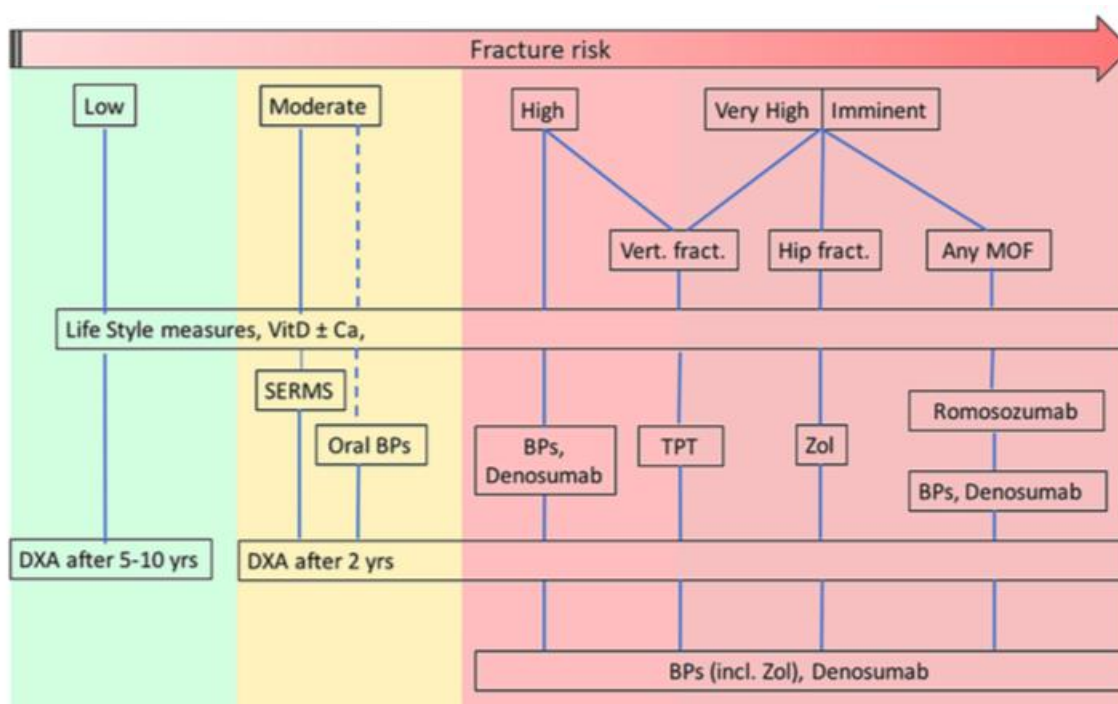 Fracture risk
Low
Moderate
High
Very High
Imminent
Vert. fract.
Hip fract.
Any MOF
Life Style measures, VitD ± Ca,
SERMS
Oral BPs
BPs,
Denosumab
TPT
Zol
Romosozumab
BPs, Denosumab
DXA after 5-10 yrs
DXA after 2 yrs
BPs (incl. Zol), Denosumab